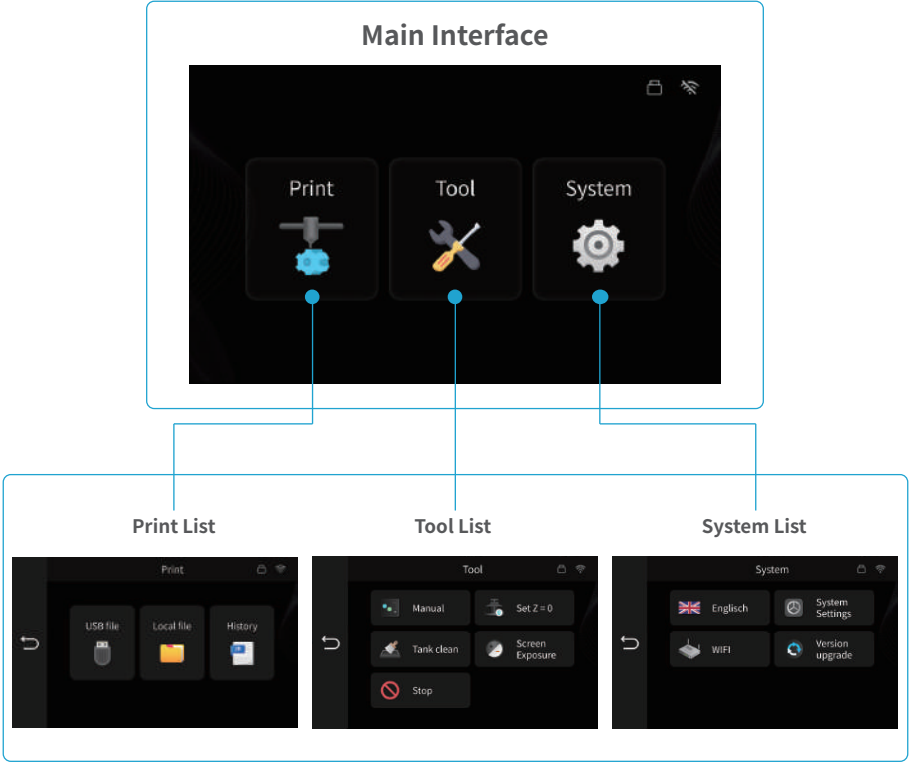 Main Interface
Print
Tool
System
Print List
Tool List
System List
Print
USB file
Local file
History
Tool
Manual
Set Z = 0
Tank clean
Screen
Exposure
Stop
System
Englisch
System
Settings
WIFI
Version
upgrade